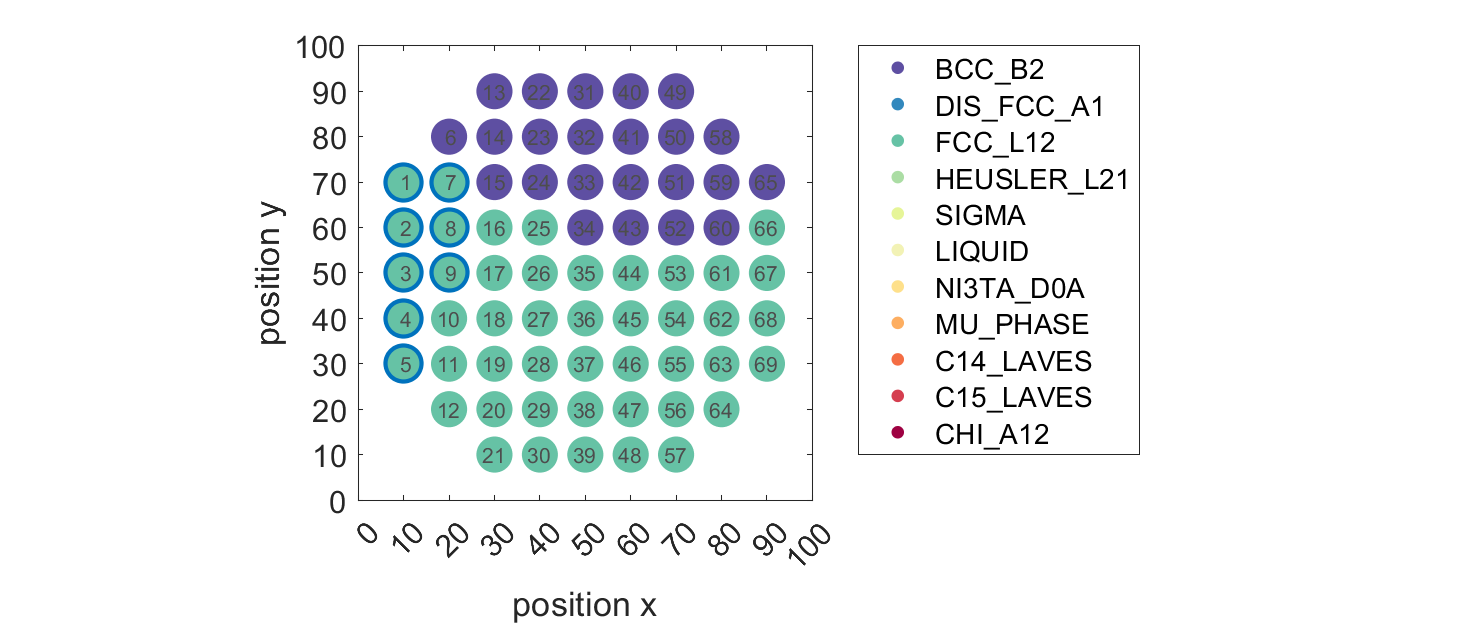 100
90
80
70
60
50
40
30
20
10
0
position y
13 22 31 40 49
6 14 23 32 41 50 58
1 7 15 24 33 42 51 59 65
2 8 16 25 34 43 52 60 66
3 9 17 26 35 44 53 61 67
4 10 18 27 36 45 54 62 68
5 11 19 28 37 46 55 63 69
12 20 29 38 47 56 64
21 30 39 48 57
0 10 20 30 40 50 60 70 80 90 100
position x
BCC_B2
DIS_FCC_A1
FCC_L12
HEUSLER_L21
SIGMA
LIQUID
NI3TA_D0A
MU_PHASE
C14_LAVES
C15_LAVES
CHI_A12